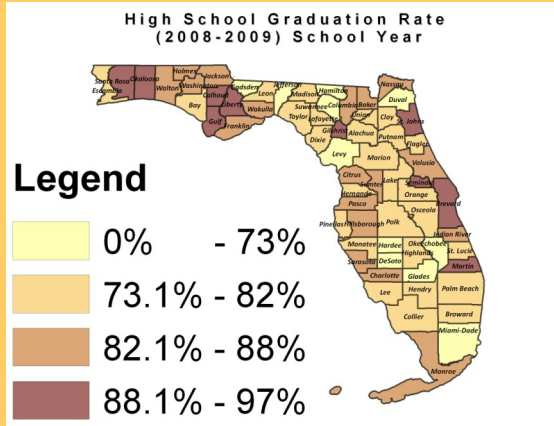 High School Graduation Rate
(2008-2009) School Year
Holmes
Jackson
Santa Rosa
Okaloosa
Walton
Washington
Escambia
Calhoun
Gadsden
Leon
Jefferson
Madison
Hamilton
Nassau
Duval
Bay
Liberty
Wakulla
Taylor
Suwannee
Columbia
Baker
Gulf
Franklin
Lafayette
Union
Clay
St. Johns
Dixie
Gilchrist
Alachua
Putnam
Flagler
Levy
Marion
Volusia
Legend
Citrus
Sumter
Lake
Seminole
Hernando
Orange
Brevard
Pasco
Osceola
0% - 73%
Pinellas
Hillsborough
Polk
Indian River
Manatee
Hardee
Okeechobee
St. Lucie
Highlands
73.1% - 82%
Sarasota
DeSoto
Martin
Charlotte
Glades
Lee
Hendry
Palm Beach
82.1% - 88%
Collier
Broward
Miami-Dade
88.1% - 97%
Monroe